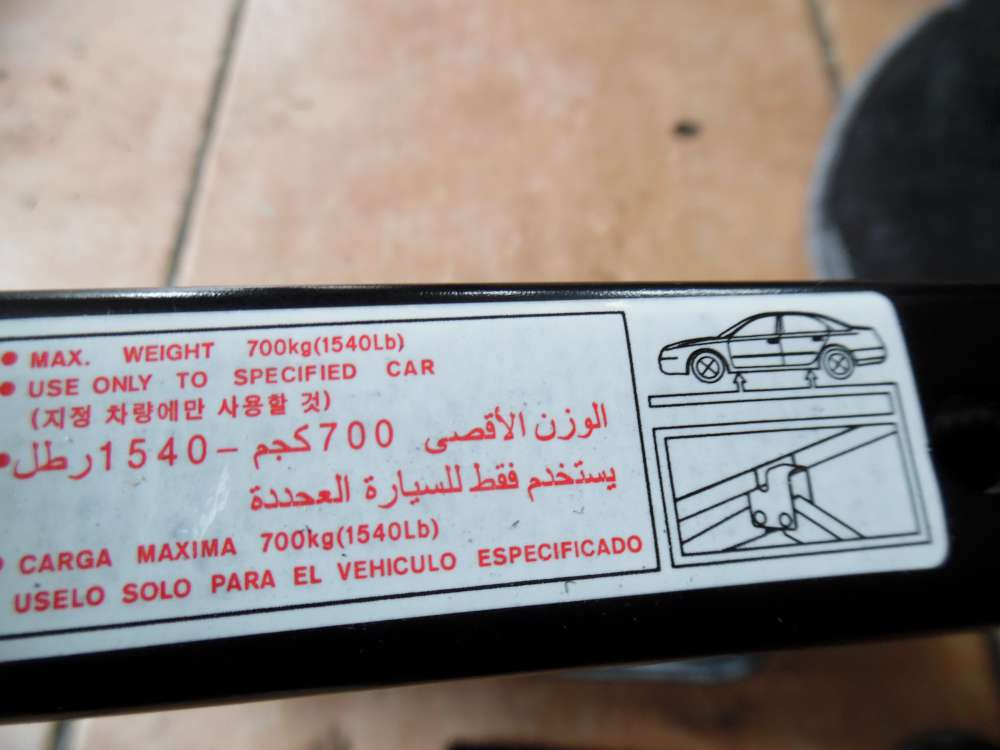 • MAX. WEIGHT 700kg(1540Lb)
• USE ONLY TO SPECIFIED CAR
(지정 차량에만 사용할 것)
• الوزن الأقصى 700كجم –1540رطل
يستخدم فقط للسيارة العحددة
• CARGA MAXIMA 700kg(1540Lb)
USELO SOLO PARA EL VEHICULO ESPECIFICADO